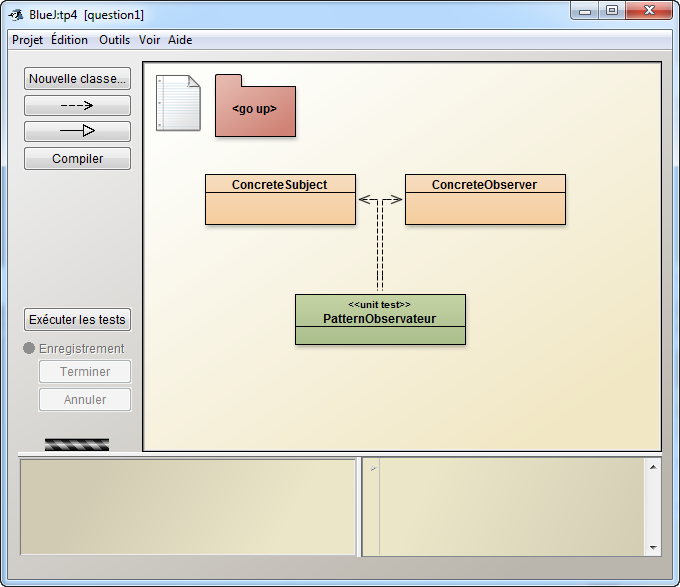 BlueJ:tp4 [question1]
Projet Édition Outils Voir Aide
Nouvelle classe...
<go up>
Compiler
ConcreteSubject
ConcreteObserver
<<unit test>>
PatternObservateur
Exécuter les tests
Enregistrement
Terminer
Annuler